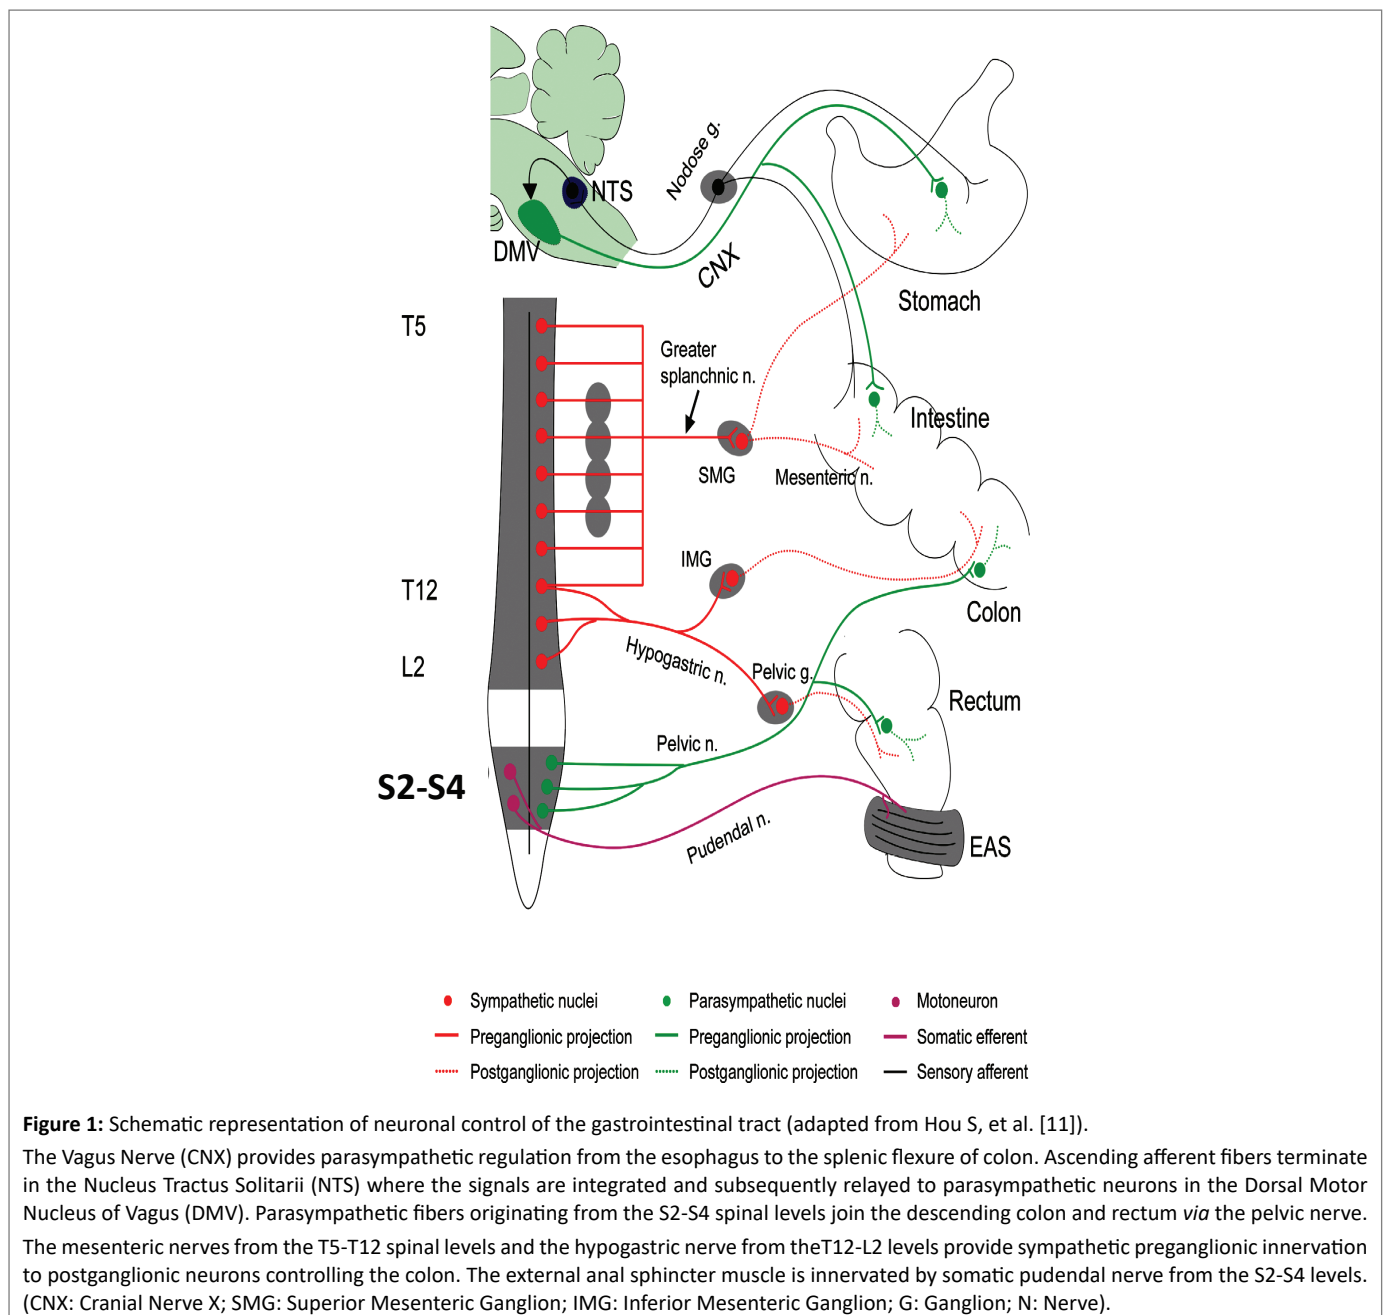 Nodose g.
NTS
DMV
CNX
Stomach
T5
Greater
splanchnic n.
Intestine
SMG
Mesenteric n.
IMG
T12
Colon
Hypogastric n.
L2
Pelvic g.
Rectum
Pelvic n.
S2-S4
Pudendal n.
EAS
Sympathetic nuclei
Parasympathetic nuclei
Motoneuron
Preganglionic projection
Preganglionic projection
Somatic efferent
Postganglionic projection
Postganglionic projection
Sensory afferent
Figure 1: Schematic representation of neuronal control of the gastrointestinal tract (adapted from Hou S, et al. [11]).
The Vagus Nerve (CNX) provides parasympathetic regulation from the esophagus to the splenic flexure of colon. Ascending afferent fibers terminate
in the Nucleus Tractus Solitarii (NTS) where the signals are integrated and subsequently relayed to parasympathetic neurons in the Dorsal Motor
Nucleus of Vagus (DMV). Parasympathetic fibers originating from the S2-S4 spinal levels join the descending colon and rectum via the pelvic nerve.
The mesenteric nerves from the T5-T12 spinal levels and the hypogastric nerve from theT12-L2 levels provide sympathetic preganglionic innervation
to postganglionic neurons controlling the colon. The external anal sphincter muscle is innervated by somatic pudendal nerve from the S2-S4 levels.
(CNX: Cranial Nerve X; SMG: Superior Mesenteric Ganglion; IMG: Inferior Mesenteric Ganglion; G: Ganglion; N: Nerve).